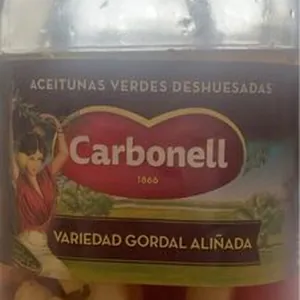 ACEITUNAS VERDES DESHUESADAS
Carbonell
1866
VARIEDAD GORDAL ALIÑADA